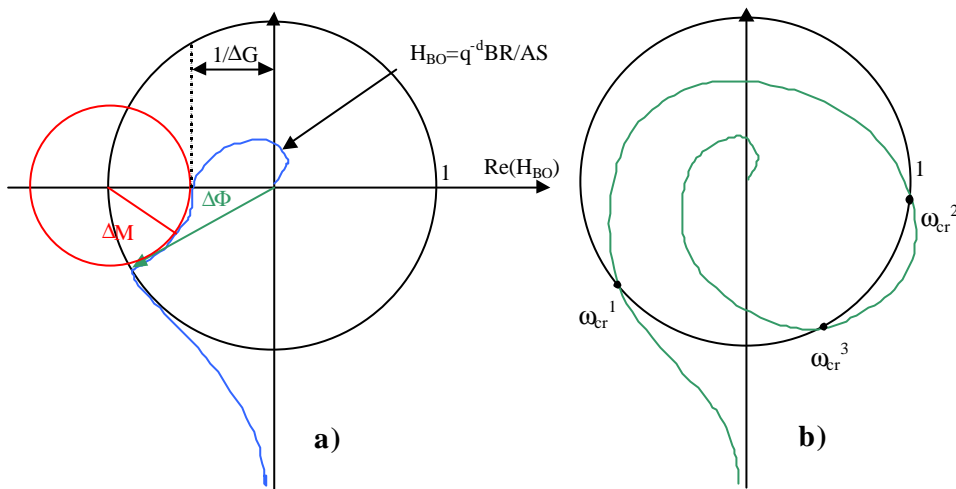 1/ΔG
H_BO=q^-d BR/AS
Re(H_BO)
1
ΔΦ
ΔM
a)
1
ω_cr^2
ω_cr^1
ω_cr^3
b)